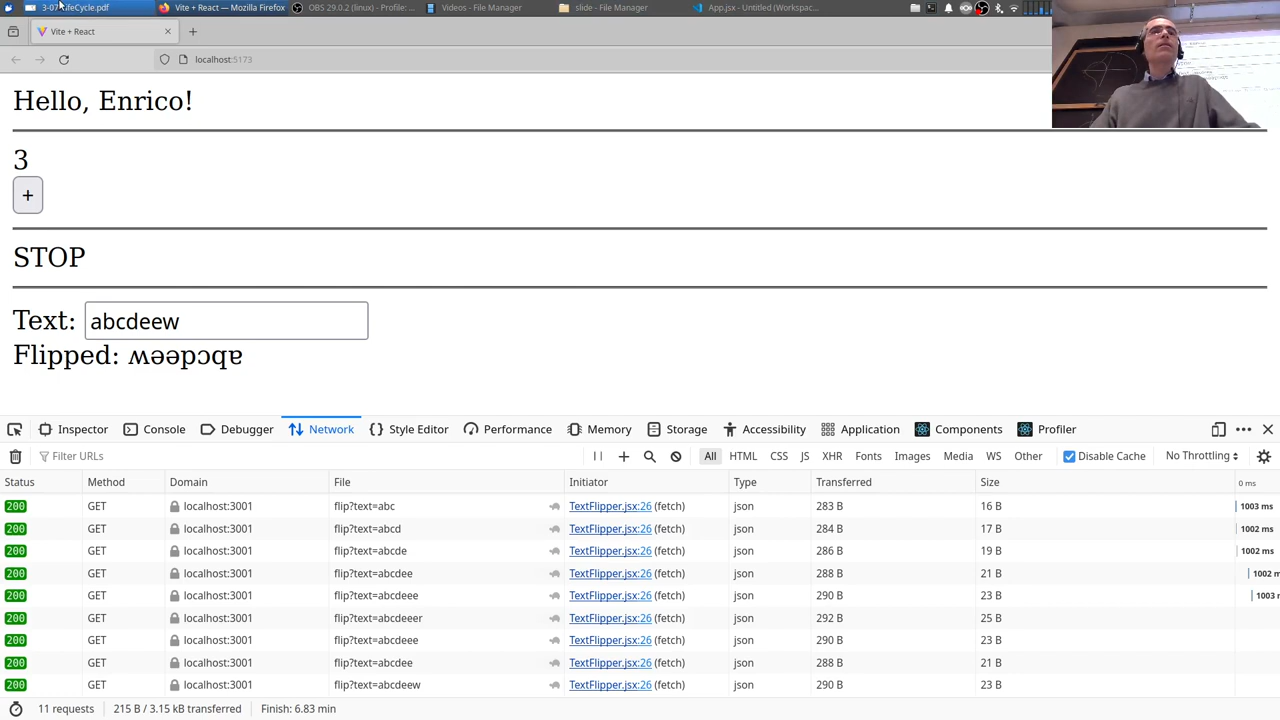 3-07 LifeCycle.pdf
Vite + React — Mozilla Firefox
OBS 29.0.2 (linux) - Profile: ...
Videos - File Manager
slide - File Manager
App.jsx - Untitled (Workspac...
Vite + React
localhost:5173
Hello, Enrico!
3
+
STOP
Text: abcdeew
Flipped: ʍǝǝpɔqɐ
Inspector
Console
Debugger
Network
Style Editor
Performance
Memory
Storage
Accessibility
Application
Components
Profiler
Filter URLs
All HTML CSS JS XHR Fonts Images Media WS Other
Disable Cache
No Throttling
Status Method Domain File Initiator Type Transferred Size 0 ms
200 GET localhost:3001 flip?text=abc TextFlipper.jsx:26 (fetch) json 283 B 16 B 1003 ms
200 GET localhost:3001 flip?text=abcd TextFlipper.jsx:26 (fetch) json 284 B 17 B 1002 ms
200 GET localhost:3001 flip?text=abcde TextFlipper.jsx:26 (fetch) json 286 B 19 B 1002 ms
200 GET localhost:3001 flip?text=abcdee TextFlipper.jsx:26 (fetch) json 288 B 21 B 1002 m
200 GET localhost:3001 flip?text=abcdeee TextFlipper.jsx:26 (fetch) json 290 B 23 B 1003
200 GET localhost:3001 flip?text=abcdeeer TextFlipper.jsx:26 (fetch) json 292 B 25 B
200 GET localhost:3001 flip?text=abcdeee TextFlipper.jsx:26 (fetch) json 290 B 23 B
200 GET localhost:3001 flip?text=abcdee TextFlipper.jsx:26 (fetch) json 288 B 21 B
200 GET localhost:3001 flip?text=abcdeew TextFlipper.jsx:26 (fetch) json 290 B 23 B
11 requests
215 B / 3.15 kB transferred
Finish: 6.83 min